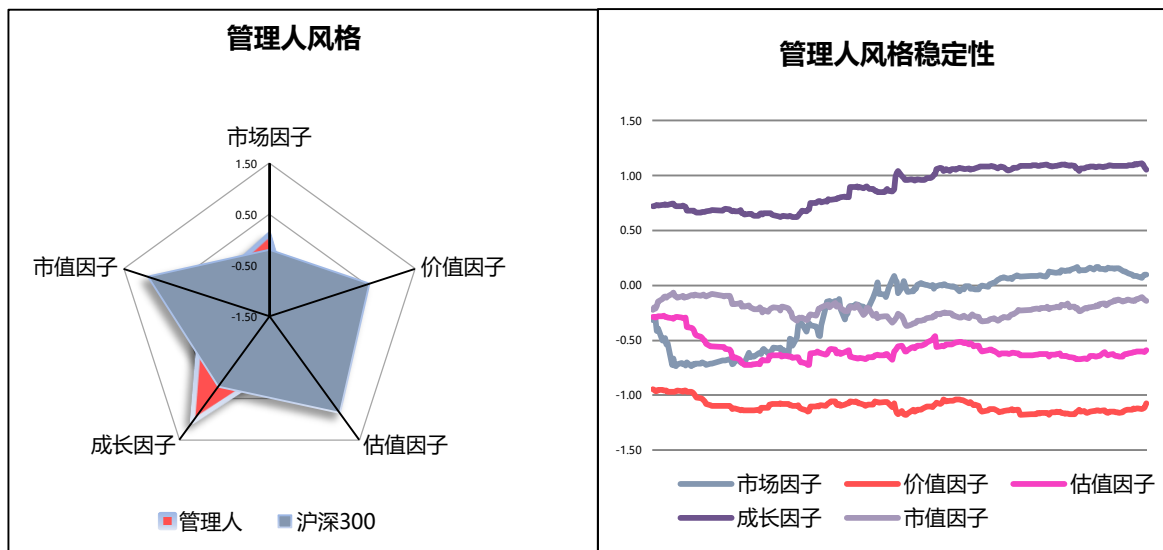 管理人风格
市场因子
1.50
0.50
市值因子
-0.50
价值因子
-1.50
成长因子
估值因子
管理人
沪深300
管理人风格稳定性
1.50
1.00
0.50
0.00
-0.50
-1.00
-1.50
市场因子
价值因子
估值因子
成长因子
市值因子